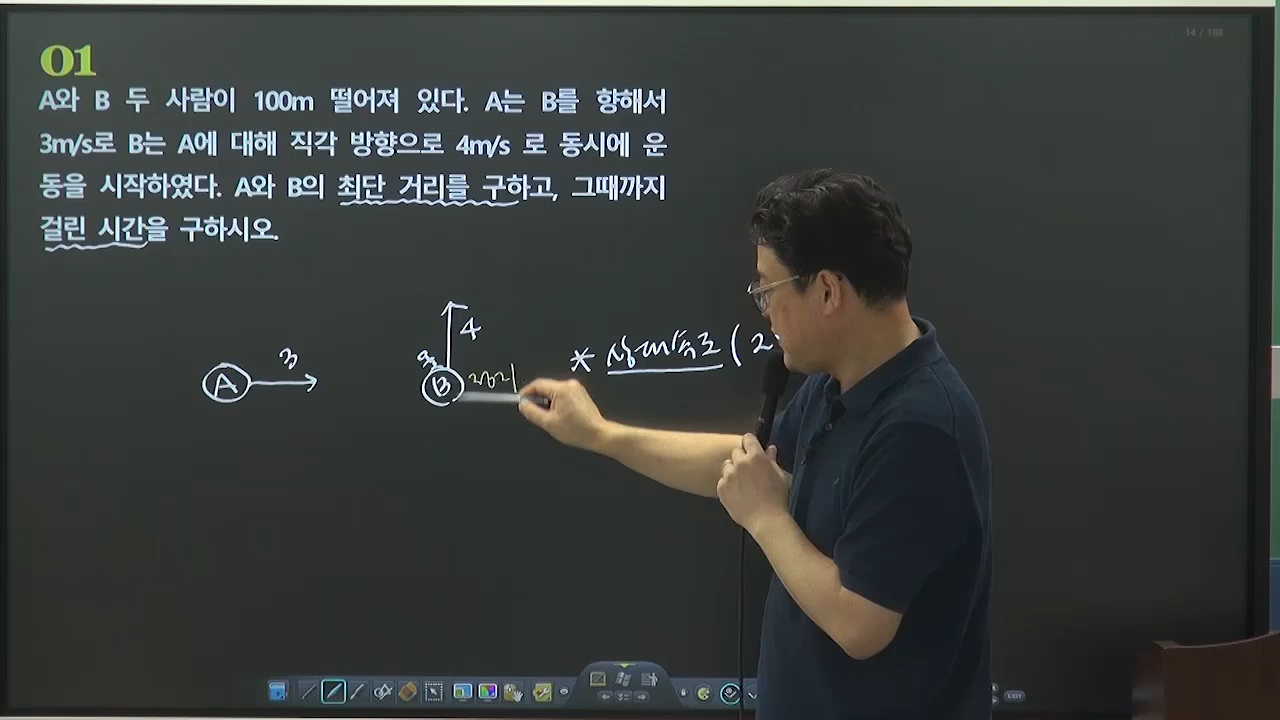 14 / 188
01
A와 B 두 사람이 100m 떨어져 있다. A는 B를 향해서
3m/s로 B는 A에 대해 직각 방향으로 4m/s 로 동시에 운
동을 시작하였다. A와 B의 최단 거리를 구하고, 그때까지
걸린 시간을 구하시오.
4
3
* 상대속도 (2
A
B
EXIT